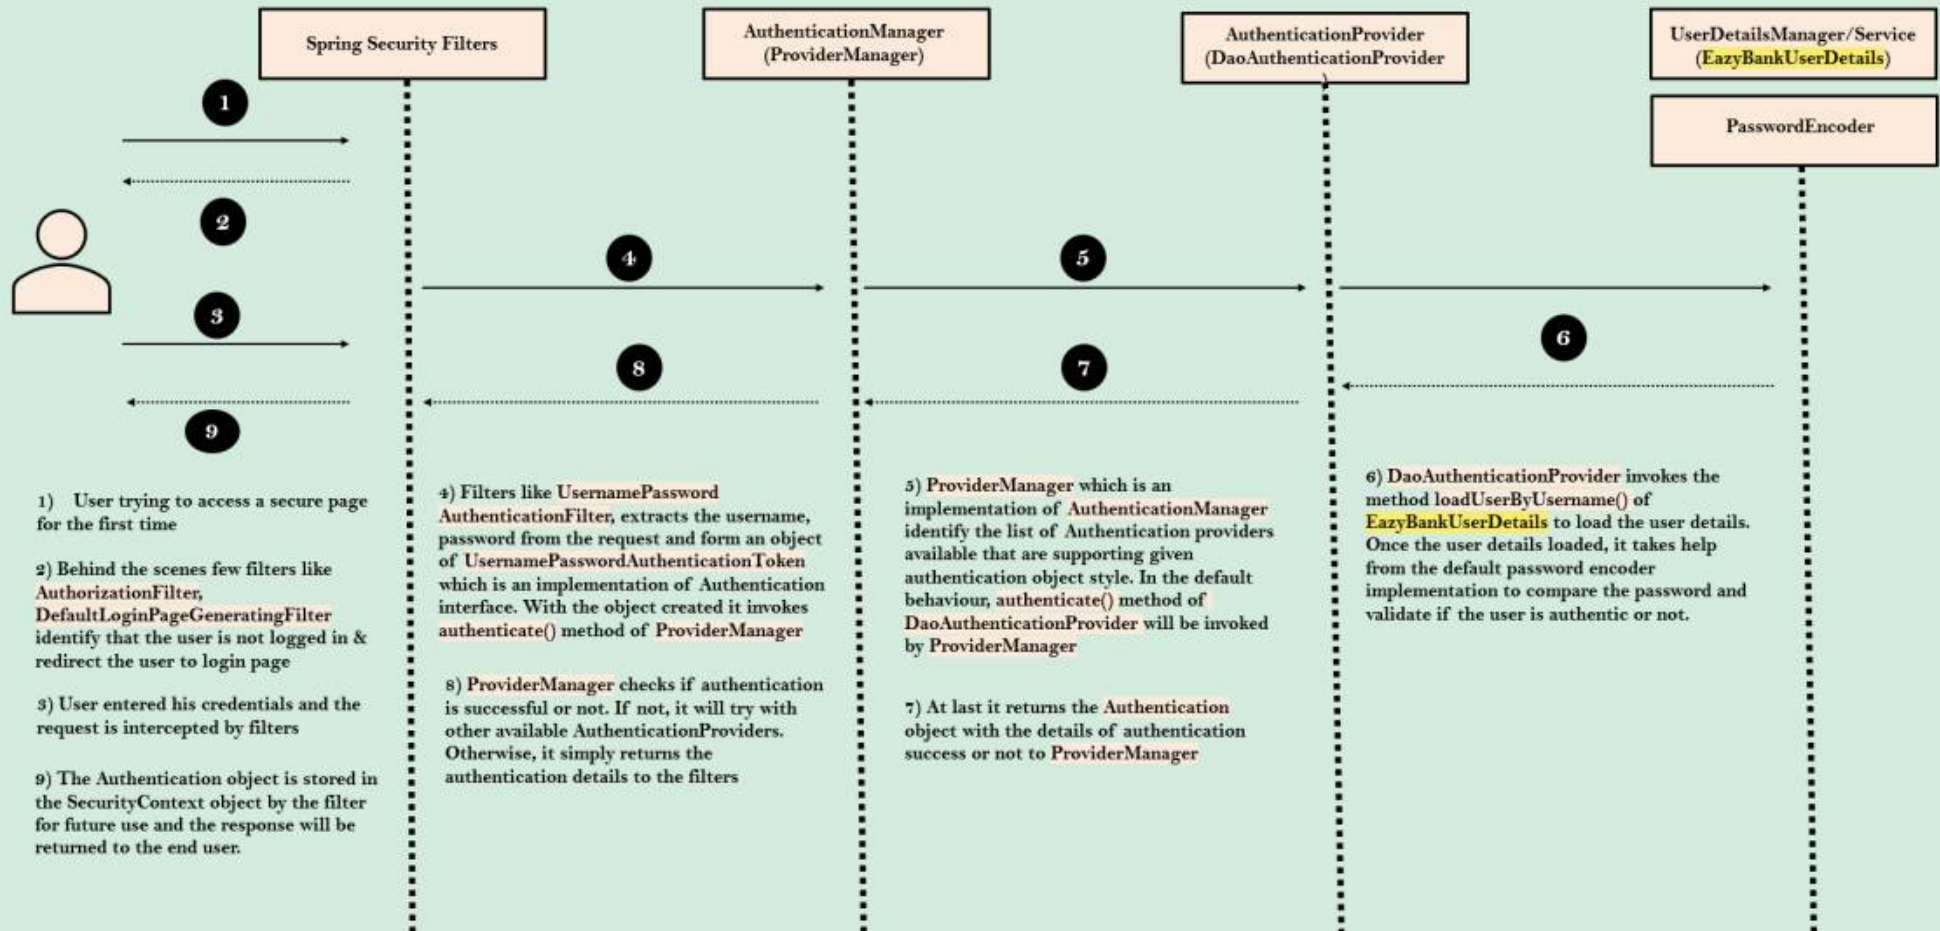 Spring Security Filters
AuthenticationManager
(ProviderManager)
AuthenticationProvider
(DaoAuthenticationProvider
)
UserDetailsManager/Service
(EazyBankUserDetails)
PasswordEncoder
1
2
3
4
5
6
7
8
9
1) User trying to access a secure page
for the first time
2) Behind the scenes few filters like
AuthorizationFilter,
DefaultLoginPageGeneratingFilter
identify that the user is not logged in &
redirect the user to login page
3) User entered his credentials and the
request is intercepted by filters
9) The Authentication object is stored in
the SecurityContext object by the filter
for future use and the response will be
returned to the end user.
4) Filters like UsernamePassword
AuthenticationFilter, extracts the username,
password from the request and form an object
of UsernamePasswordAuthenticationToken
which is an implementation of Authentication
interface. With the object created it invokes
authenticate() method of ProviderManager
8) ProviderManager checks if authentication
is successful or not. If not, it will try with
other available AuthenticationProviders.
Otherwise, it simply returns the
authentication details to the filters
5) ProviderManager which is an
implementation of AuthenticationManager
identify the list of Authentication providers
available that are supporting given
authentication object style. In the default
behaviour, authenticate() method of
DaoAuthenticationProvider will be invoked
by ProviderManager
7) At last it returns the Authentication
object with the details of authentication
success or not to ProviderManager
6) DaoAuthenticationProvider invokes the
method loadUserByUsername() of
EazyBankUserDetails to load the user details.
Once the user details loaded, it takes help
from the default password encoder
implementation to compare the password and
validate if the user is authentic or not.